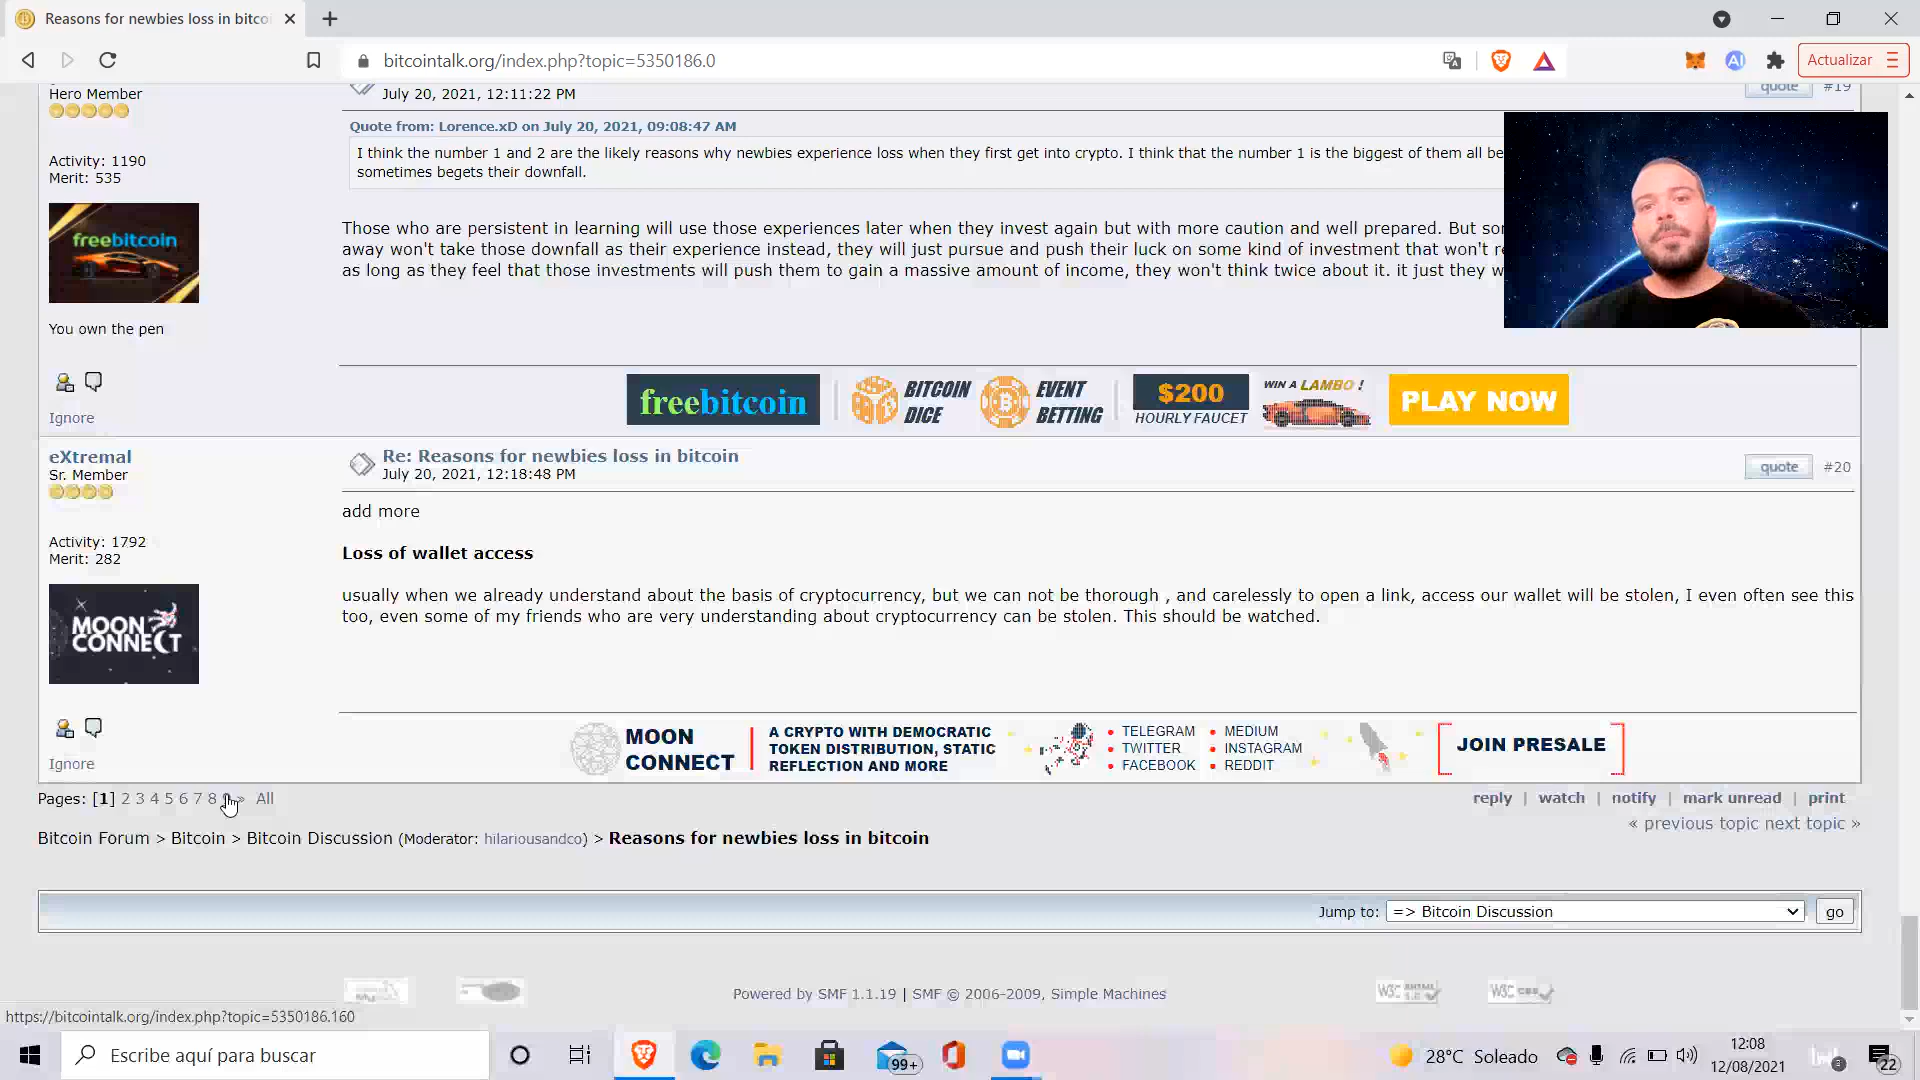 Reasons for newbies loss in bitco
bitcointalk.org/index.php?topic=5350186.0
Actualizar
Hero Member
July 20, 2021, 12:11:22 PM
quote
#19
Activity: 1190
Merit: 535
Quote from: Lorence.xD on July 20, 2021, 09:08:47 AM
I think the number 1 and 2 are the likely reasons why newbies experience loss when they first get into crypto. I think that the number 1 is the biggest of them all be
sometimes begets their downfall.
Those who are persistent in learning will use those experiences later when they invest again but with more caution and well prepared. But sor
away won't take those downfall as their experience instead, they will just pursue and push their luck on some kind of investment that won't re
as long as they feel that those investments will push them to gain a massive amount of income, they won't think twice about it. it just they w
freebitcoin
You own the pen
Ignore
freebitcoin
BITCOIN
DICE
EVENT
BETTING
$200
HOURLY FAUCET
WIN A LAMBO !
PLAY NOW
eXtremal
Sr. Member
Re: Reasons for newbies loss in bitcoin
July 20, 2021, 12:18:48 PM
quote
#20
Activity: 1792
Merit: 282
MOON
CONNECT
add more
Loss of wallet access
usually when we already understand about the basis of cryptocurrency, but we can not be thorough , and carelessly to open a link, access our wallet will be stolen, I even often see this
too, even some of my friends who are very understanding about cryptocurrency can be stolen. This should be watched.
Ignore
MOON
CONNECT
A CRYPTO WITH DEMOCRATIC
TOKEN DISTRIBUTION, STATIC
REFLECTION AND MORE
TELEGRAM
TWITTER
FACEBOOK
MEDIUM
INSTAGRAM
REDDIT
JOIN PRESALE
Pages: [1] 2 3 4 5 6 7 8 » All
reply | watch | notify | mark unread | print
« previous topic next topic »
Bitcoin Forum > Bitcoin > Bitcoin Discussion (Moderator: hilariousandco) > Reasons for newbies loss in bitcoin
Jump to: => Bitcoin Discussion go
Powered by SMF 1.1.19 | SMF © 2006-2009, Simple Machines
https://bitcointalk.org/index.php?topic=5350186.160
Escribe aquí para buscar
99+
28°C Soleado
12:08
12/08/2021
3
22